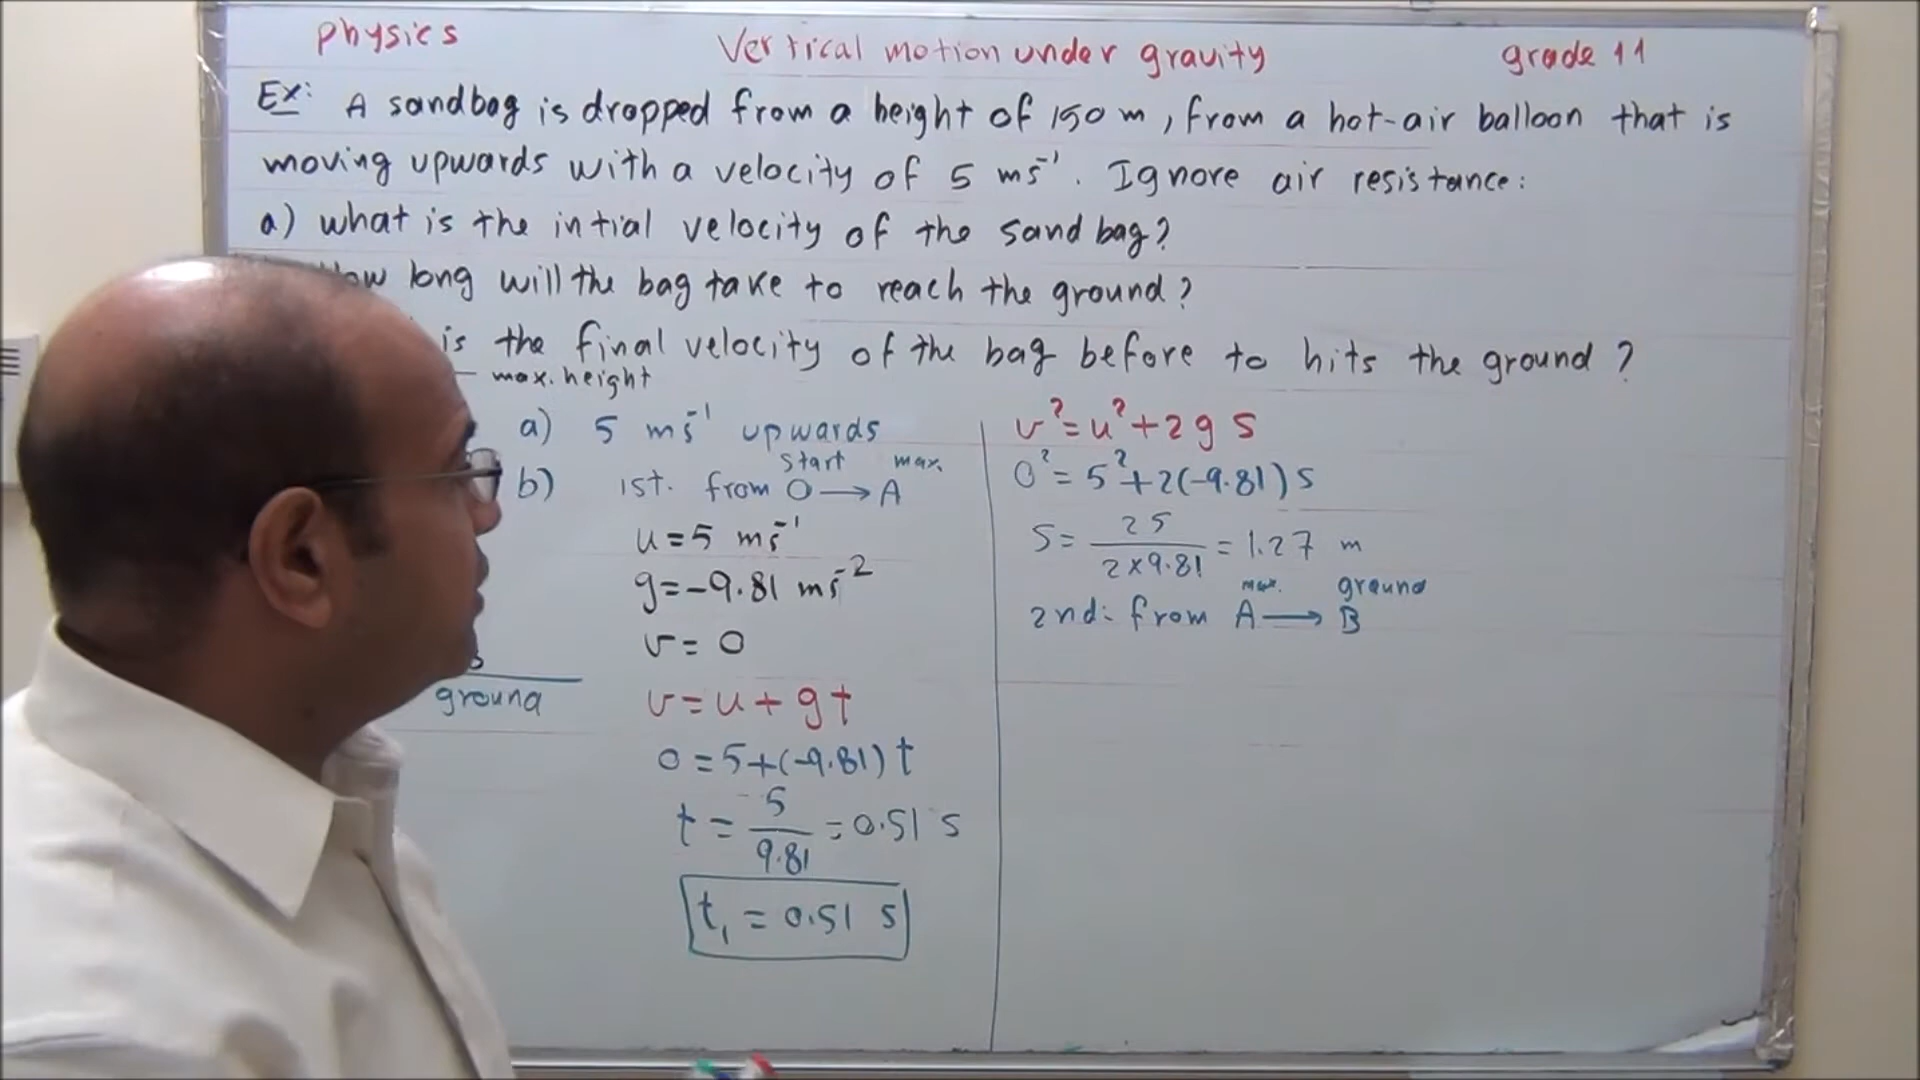 physics
Vertical motion under gravity
grade 11
Ex: A sandbag is dropped from a height of 150 m, from a hot-air balloon that is
moving upwards with a velocity of 5 ms⁻¹. Ignore air resistance:
a) what is the intial velocity of the sand bag?
long will the bag take to reach the ground?
is the final velocity of the bag before to hits the ground?
max. height
a) 5 ms⁻¹ upwards
start max.
b) 1st. from O → A
u = 5 ms⁻¹
g = -9.81 ms⁻²
v = 0
ground
v = u + gt
0 = 5 + (-9.81) t
t = 5/9.81 = 0.51 s
t₁ = 0.51 s
v² = u² + 2 g s
0² = 5² + 2(-9.81) s
S = 25/(2×9.81) = 1.27 m
max. ground
2nd: from A → B